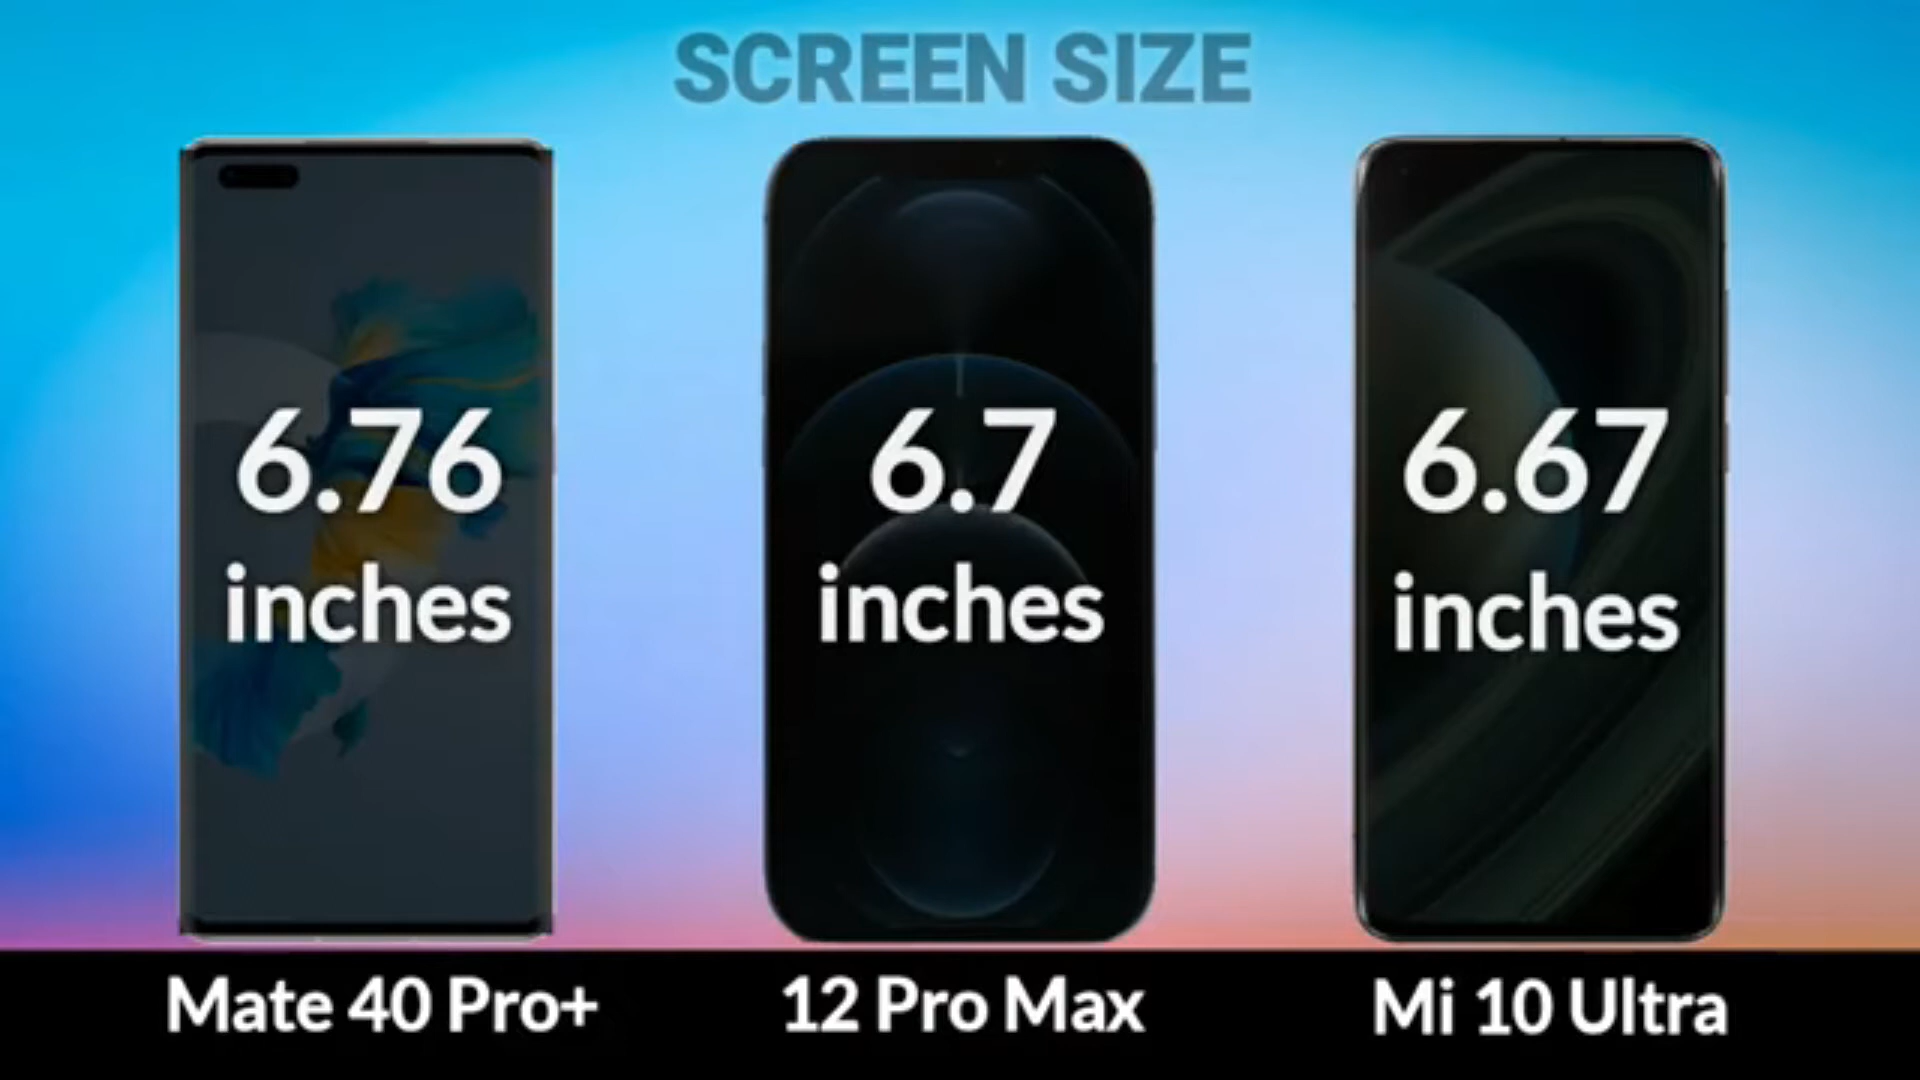 SCREEN SIZE
6.76
inches
6.7
inches
6.67
inches
Mate 40 Pro+
12 Pro Max
Mi 10 Ultra